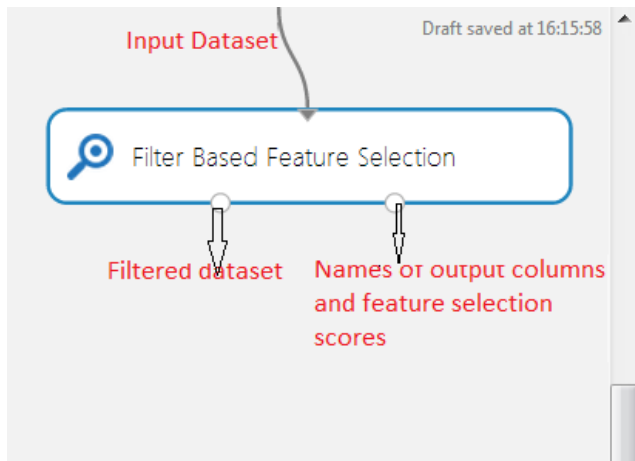 Input Dataset
Draft saved at 16:15:58
Filter Based Feature Selection
Filtered dataset
Names of output columns
and feature selection
scores